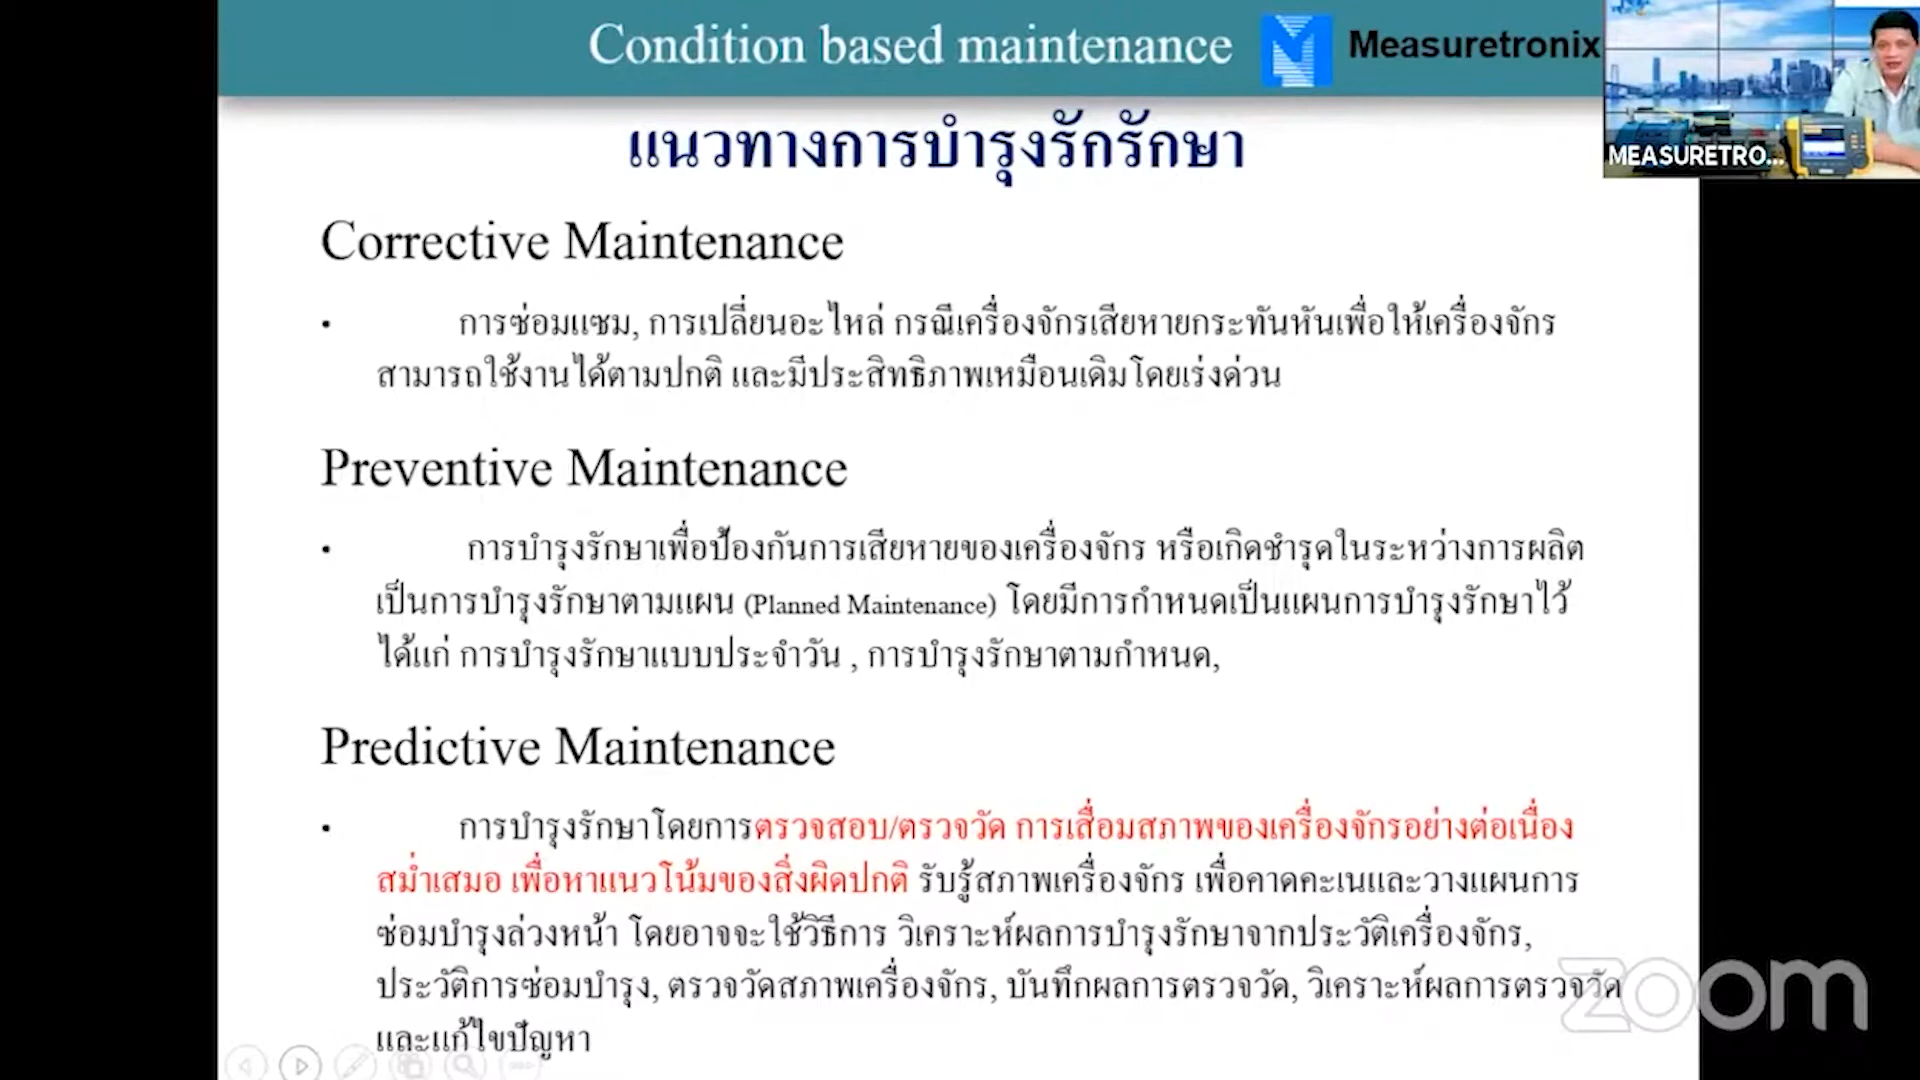 Condition based maintenance
Measuretronix
MEASURETRO...
แนวทางการบำรุงรักรักษา
Corrective Maintenance
• การซ่อมแซม, การเปลี่ยนอะไหล่ กรณีเครื่องจักรเสียหายกระทันหันเพื่อให้เครื่องจักร
สามารถใช้งานได้ตามปกติ และมีประสิทธิภาพเหมือนเดิมโดยเร่งด่วน
Preventive Maintenance
• การบำรุงรักษาเพื่อป้องกันการเสียหายของเครื่องจักร หรือเกิดชำรุดในระหว่างการผลิต
เป็นการบำรุงรักษาตามแผน (Planned Maintenance) โดยมีการกำหนดเป็นแผนการบำรุงรักษาไว้
ได้แก่ การบำรุงรักษาแบบประจำวัน , การบำรุงรักษาตามกำหนด,
Predictive Maintenance
• การบำรุงรักษาโดยการตรวจสอบ/ตรวจวัด การเสื่อมสภาพของเครื่องจักรอย่างต่อเนื่อง
สม่ำเสมอ เพื่อหาแนวโน้มของสิ่งผิดปกติ รับรู้สภาพเครื่องจักร เพื่อคาดคะเนและวางแผนการ
ซ่อมบำรุงล่วงหน้า โดยอาจจะใช้วิธีการ วิเคราะห์ผลการบำรุงรักษาจากประวัติเครื่องจักร,
ประวัติการซ่อมบำรุง, ตรวจวัดสภาพเครื่องจักร, บันทึกผลการตรวจวัด, วิเคราะห์ผลการตรวจวัด
และแก้ไขปัญหา
zoom